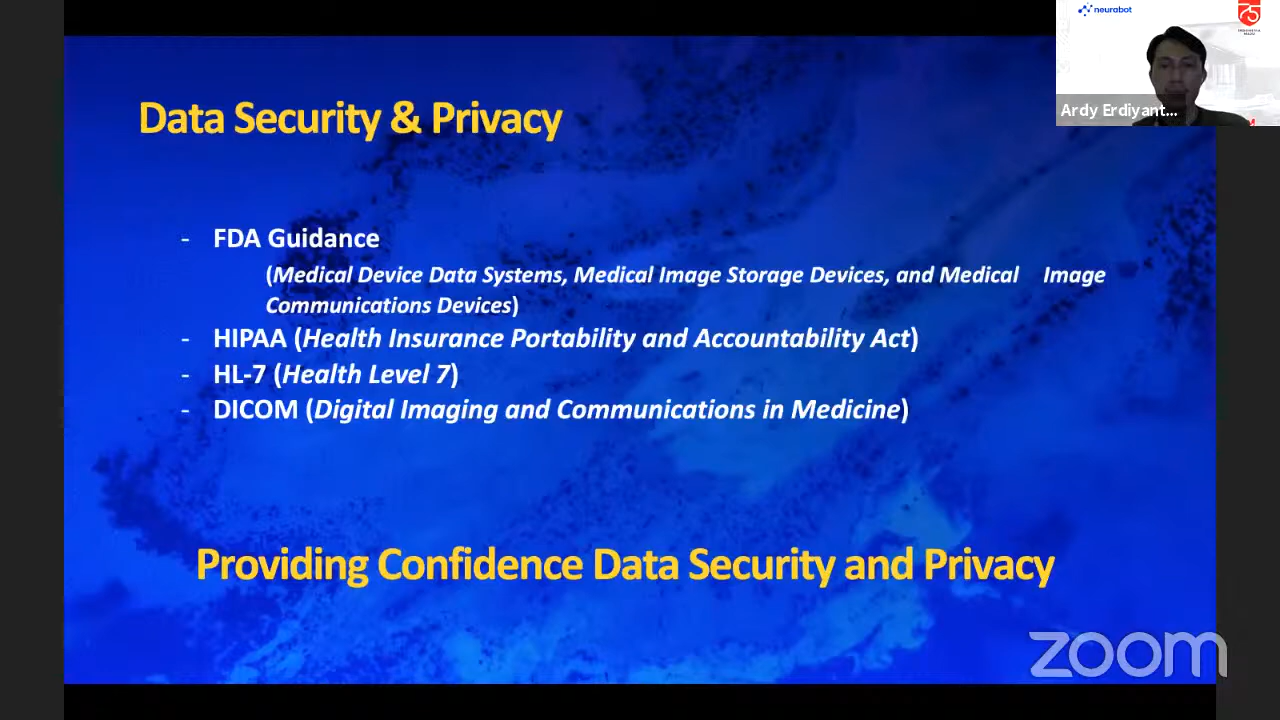 neurabot
Ardy Erdiyant...
Data Security & Privacy
- FDA Guidance
(Medical Device Data Systems, Medical Image Storage Devices, and Medical Image
Communications Devices)
- HIPAA (Health Insurance Portability and Accountability Act)
- HL-7 (Health Level 7)
- DICOM (Digital Imaging and Communications in Medicine)
Providing Confidence Data Security and Privacy
zoom